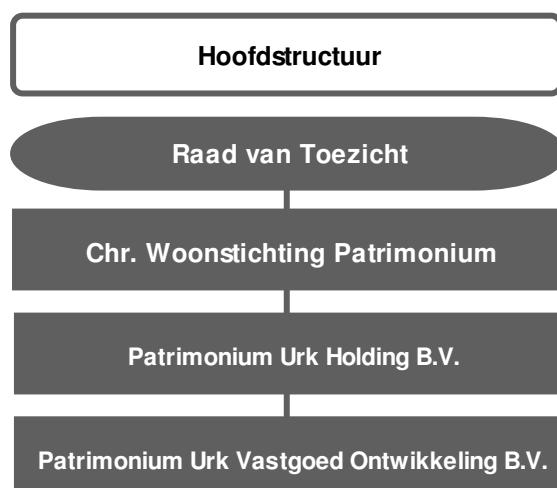 Hoofdstructuur
Raad van Toezicht
Chr. Woonstichting Patrimonium
Patrimonium Urk Holding B.V.
Patrimonium Urk Vastgoed Ontwikkeling B.V.